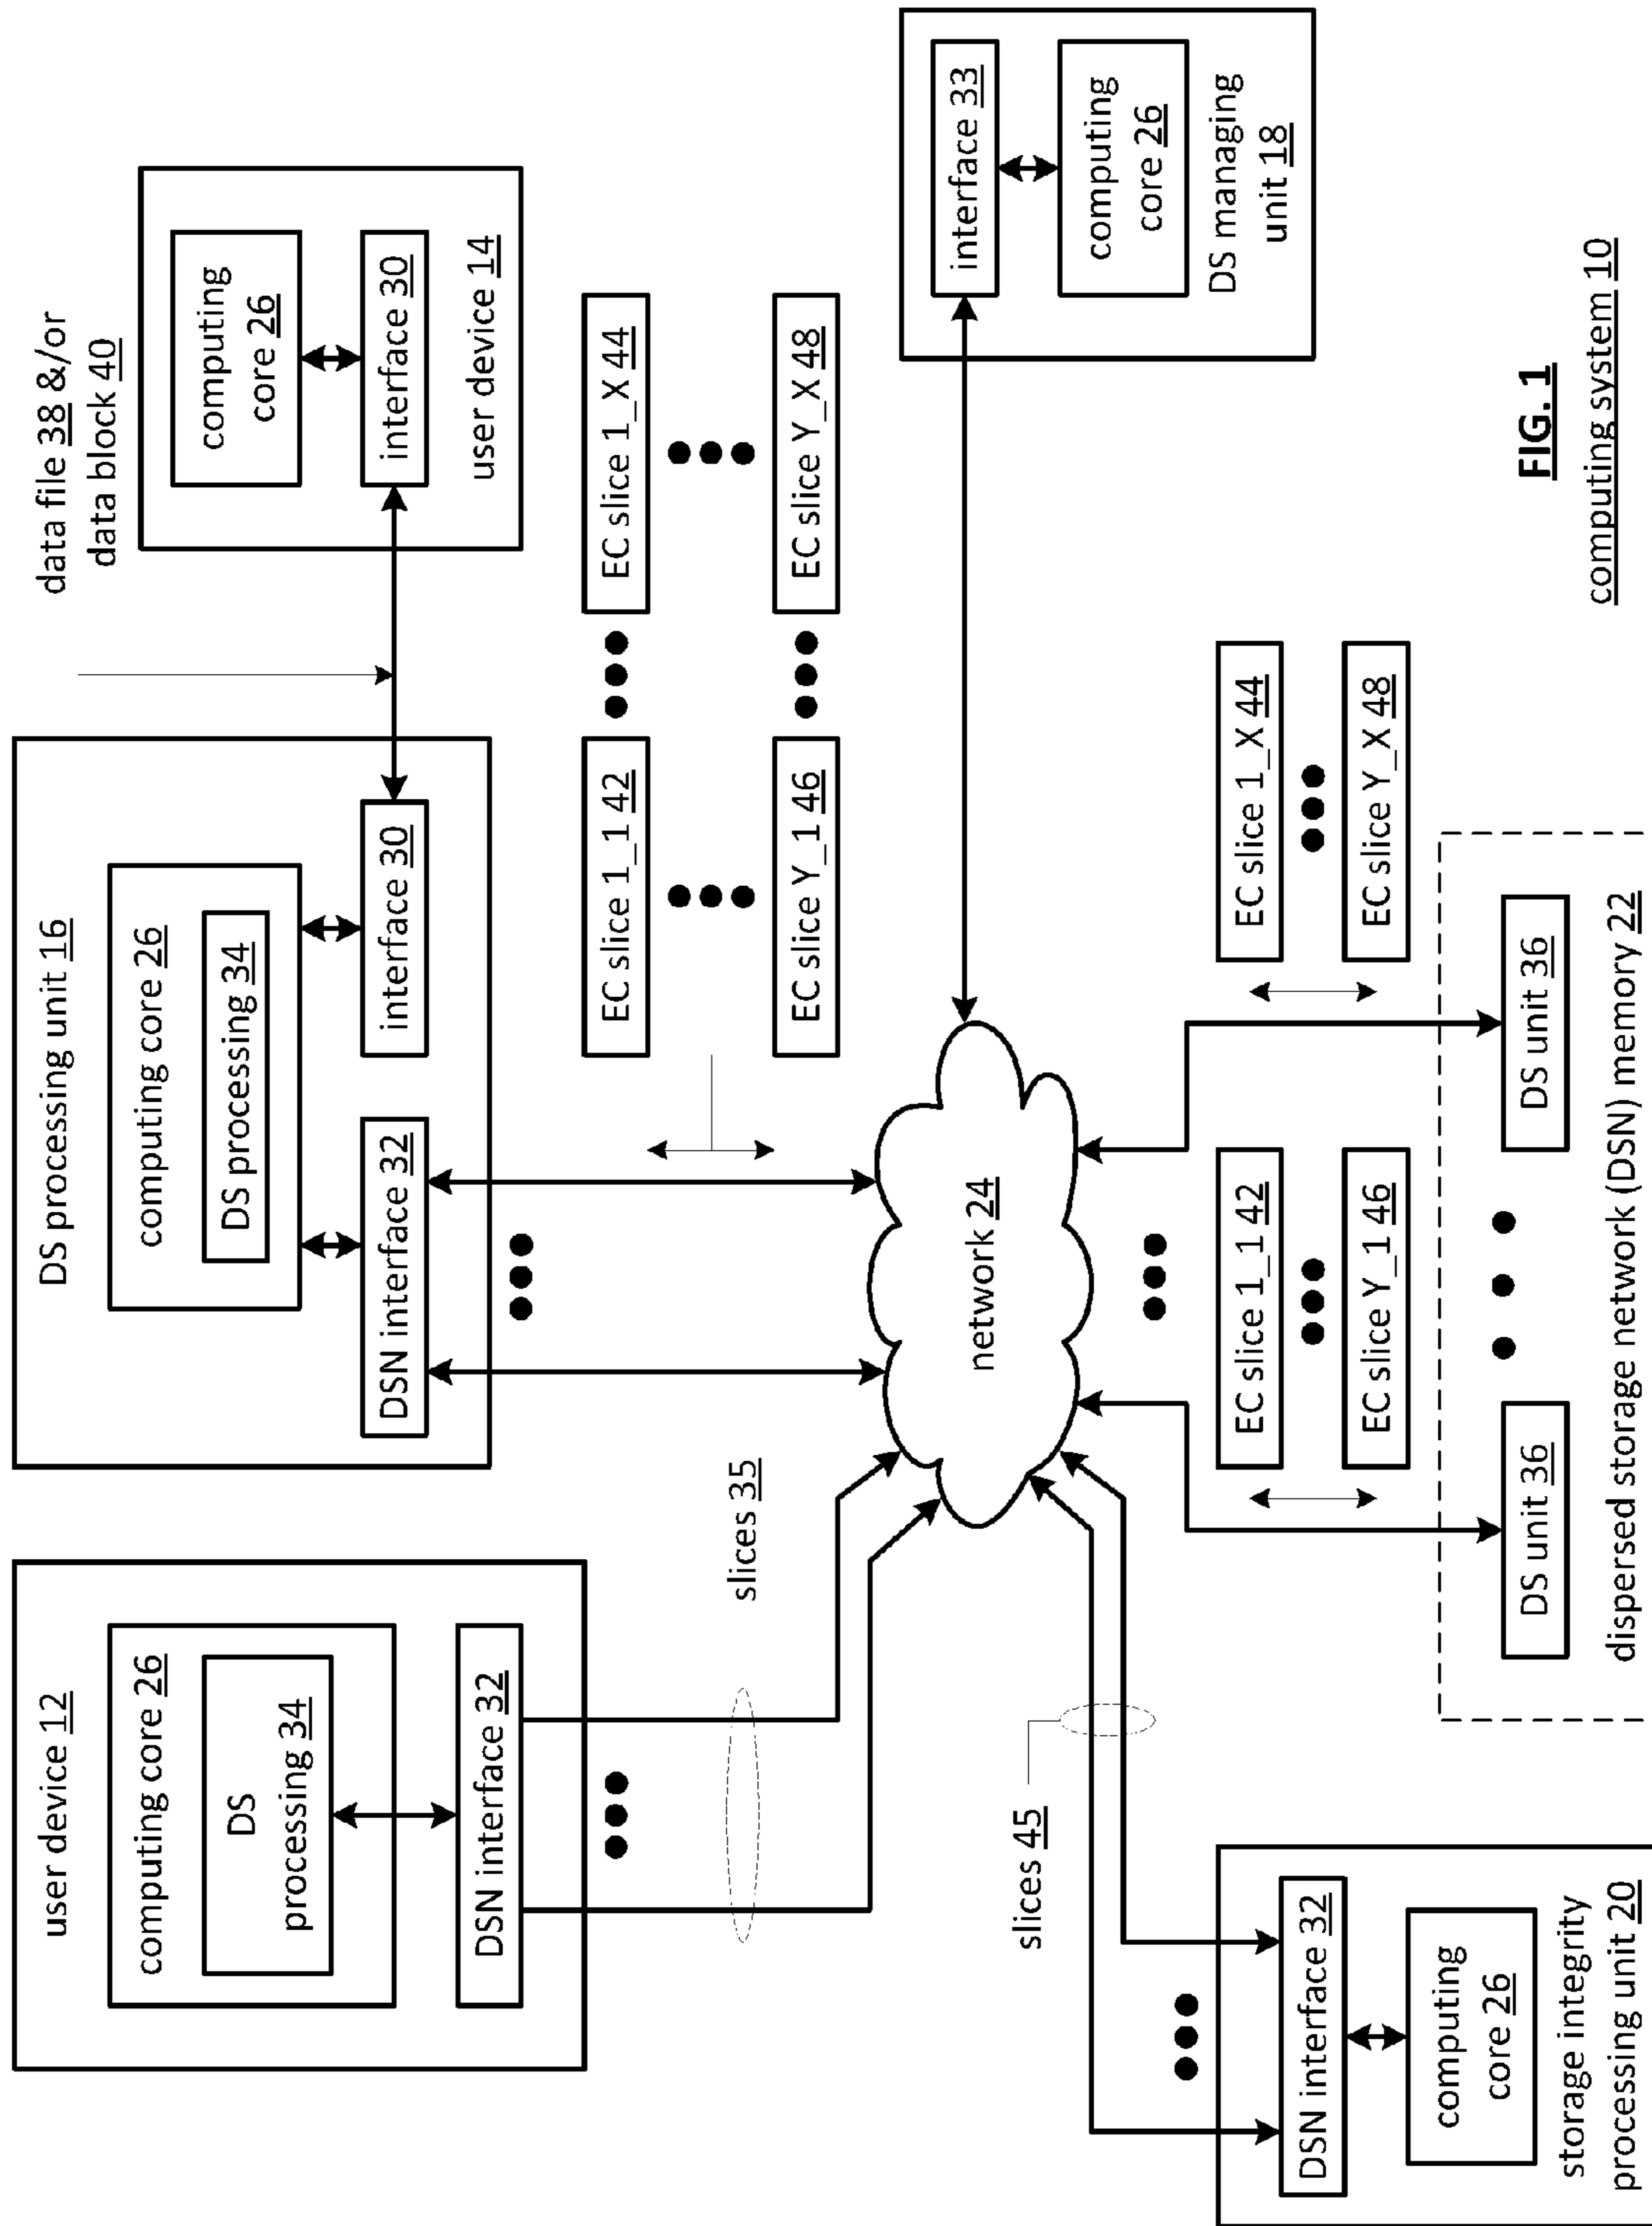 user device 12
computing core 26
DS
processing 34
DSN interface 32
slices 35
DS processing unit 16
computing core 26
DS processing 34
DSN interface 32
interface 30
data file 38 &/or
data block 40
computing
core 26
interface 30
user device 14
EC slice 1_1 42
EC slice 1_X 44
EC slice Y_1 46
EC slice Y_X 48
network 24
interface 33
computing
core 26
DS managing
unit 18
slices 45
DSN interface 32
computing
core 26
storage integrity
processing unit 20
EC slice 1_1 42
EC slice Y_1 46
EC slice 1_X 44
EC slice Y_X 48
DS unit 36
DS unit 36
dispersed storage network (DSN) memory 22
FIG. 1
computing system 10